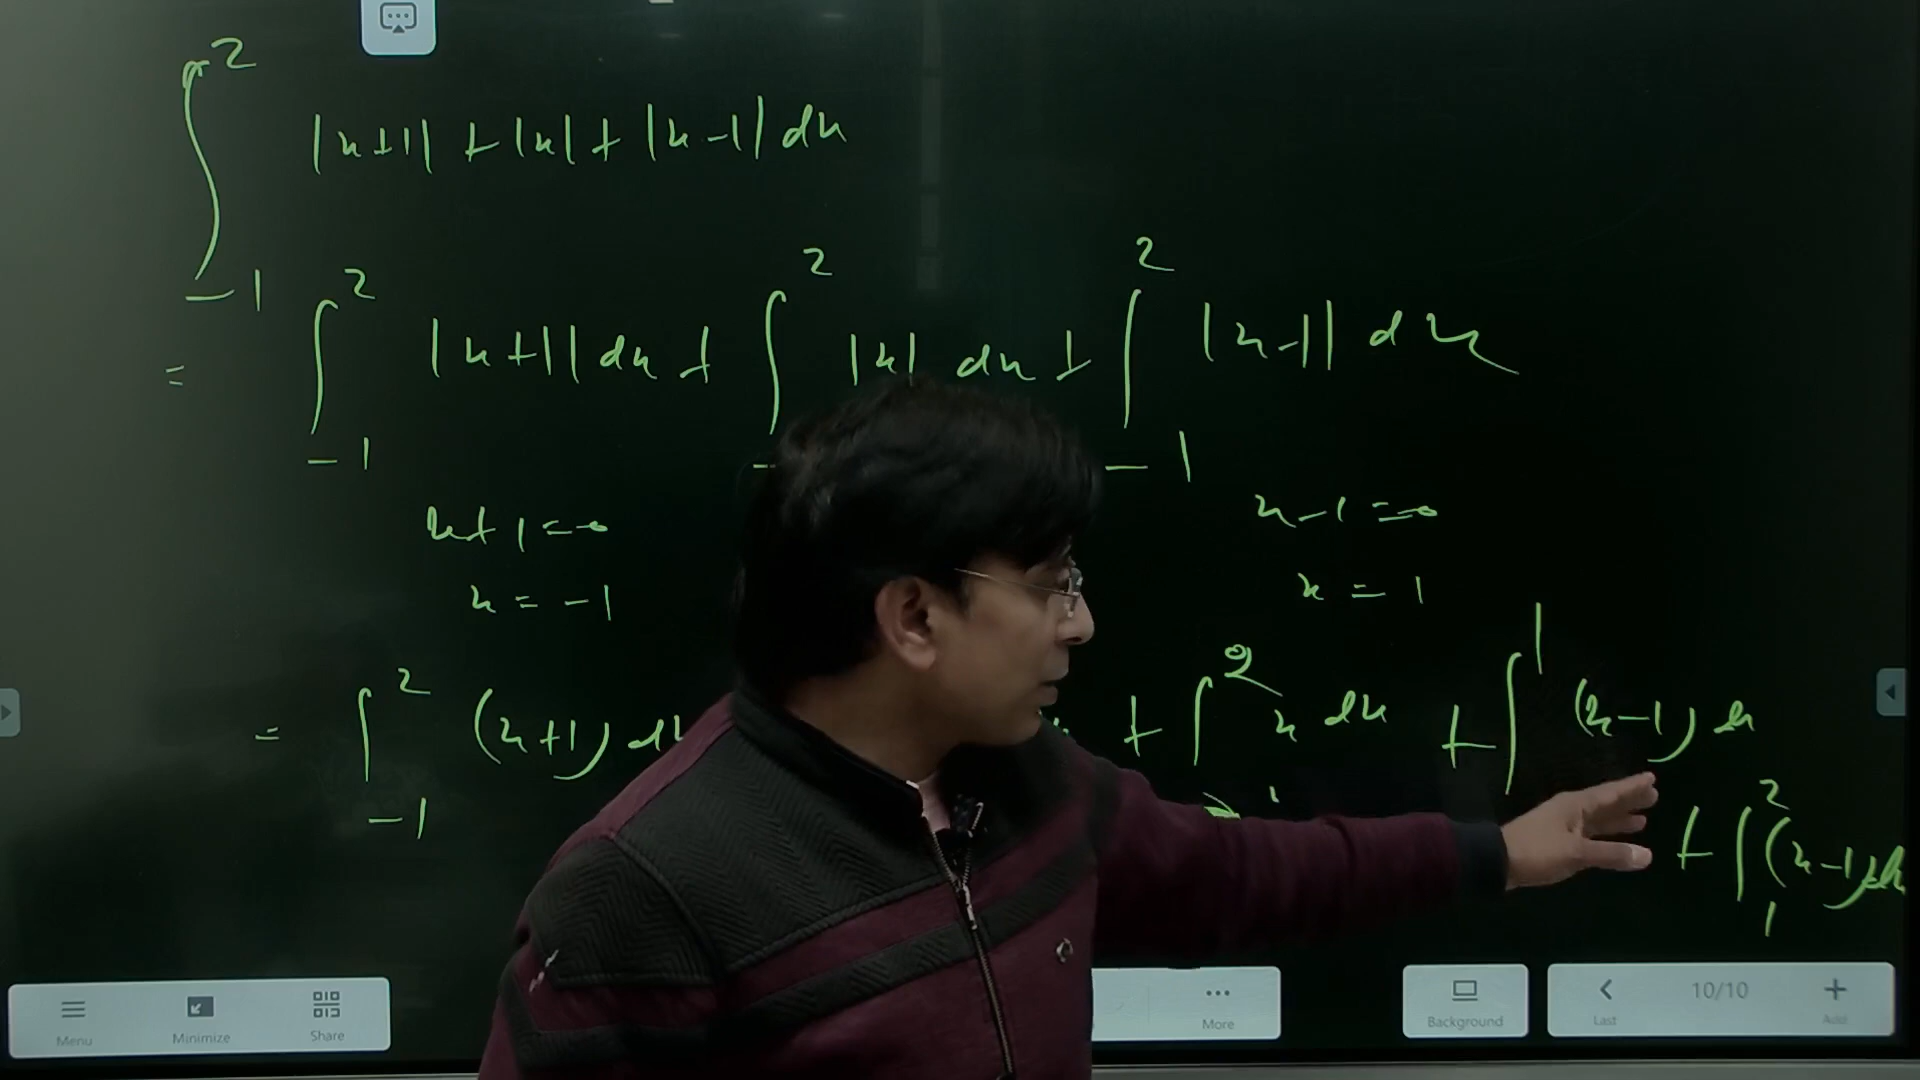 ∫_{-1}^{2} |x+1| + |x| + |x-1| dx
= ∫_{-1}^{2} |x+1| dx + ∫^{2} |x| dx + ∫_{-1}^{2} |x-1| dx
x+1=0 x-1=0
x = -1 x = 1
= ∫_{-1}^{2} (x+1) dx + ∫^{2} x dx + ∫^{1} (x-1) dx
+ ∫_{1}^{2} (x-1) dx
Menu Minimize Share More Background Last 10/10 Add